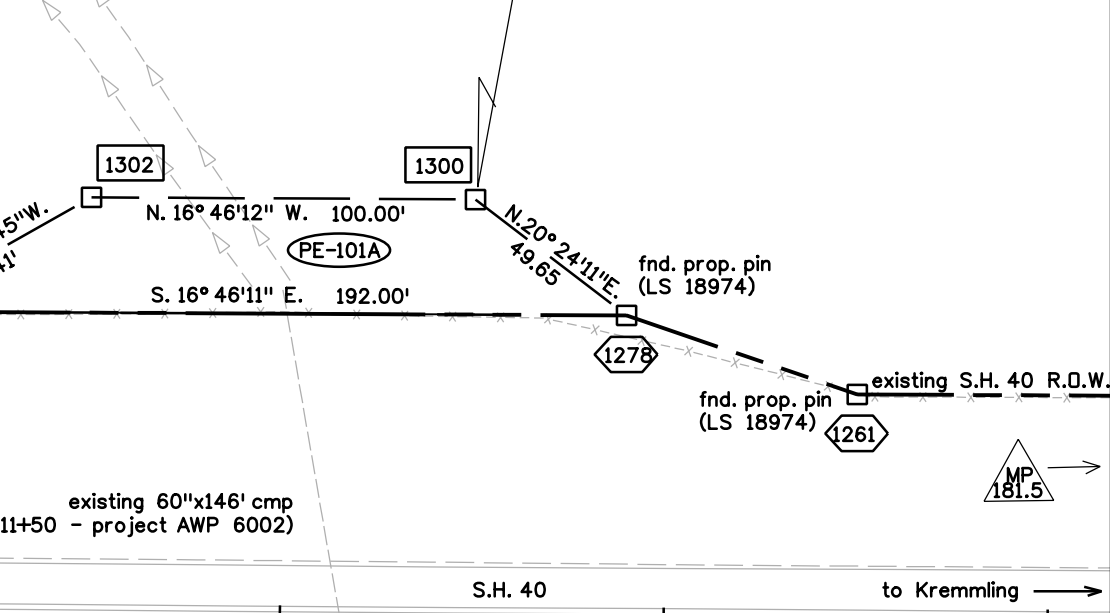 1302
1300
45"W.
41'
N. 16° 46'12" W. 100.00'
N.20° 24'11"E.
49.65
PE-101A
fnd. prop. pin
(LS 18974)
S. 16° 46'11" E. 192.00'
1278
existing S.H. 40 R.O.W.
fnd. prop. pin
(LS 18974)
1261
MP
181.5
existing 60"x146' cmp
11+50 - project AWP 6002)
S.H. 40
to Kremmling